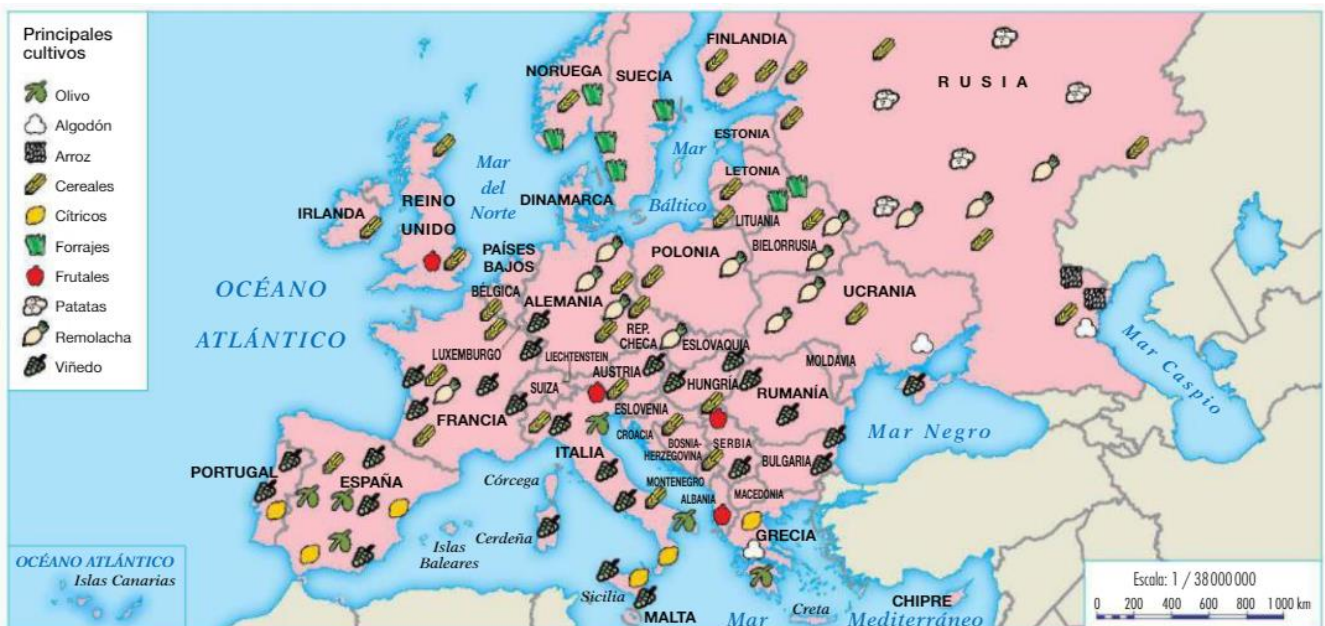 Principales
cultivos
Olivo
Algodón
Arroz
Cereales
Cítricos
Forrajes
Frutales
Patatas
Remolacha
Viñedo
FINLANDIA
NORUEGA
SUECIA
RUSIA
ESTONIA
Mar
Báltico
LETONIA
Mar
del
Norte
DINAMARCA
IRLANDA
REINO
UNIDO
LITUANIA
BIELORRUSIA
PAÍSES
BAJOS
POLONIA
OCÉANO
ATLÁNTICO
BÉLGICA
ALEMANIA
UCRANIA
REP.
CHECA
ESLOVAQUIA
LUXEMBURGO
LIECHTENSTEIN
MOLDAVIA
AUSTRIA
SUIZA
HUNGRÍA
RUMANÍA
Mar Caspio
FRANCIA
ESLOVENIA
CROACIA
BOSNIA-
HERZEGOVINA
SERBIA
Mar Negro
ITALIA
BULGARIA
PORTUGAL
ESPAÑA
Córcega
MONTENEGRO
ALBANIA
MACEDONIA
Cerdeña
Islas
Baleares
GRECIA
OCÉANO ATLÁNTICO
Islas Canarias
Sicilia
MALTA
Creta
CHIPRE
Mar Mediterráneo
Escala: 1 / 38 000 000
0 200 400 600 800 1 000 km